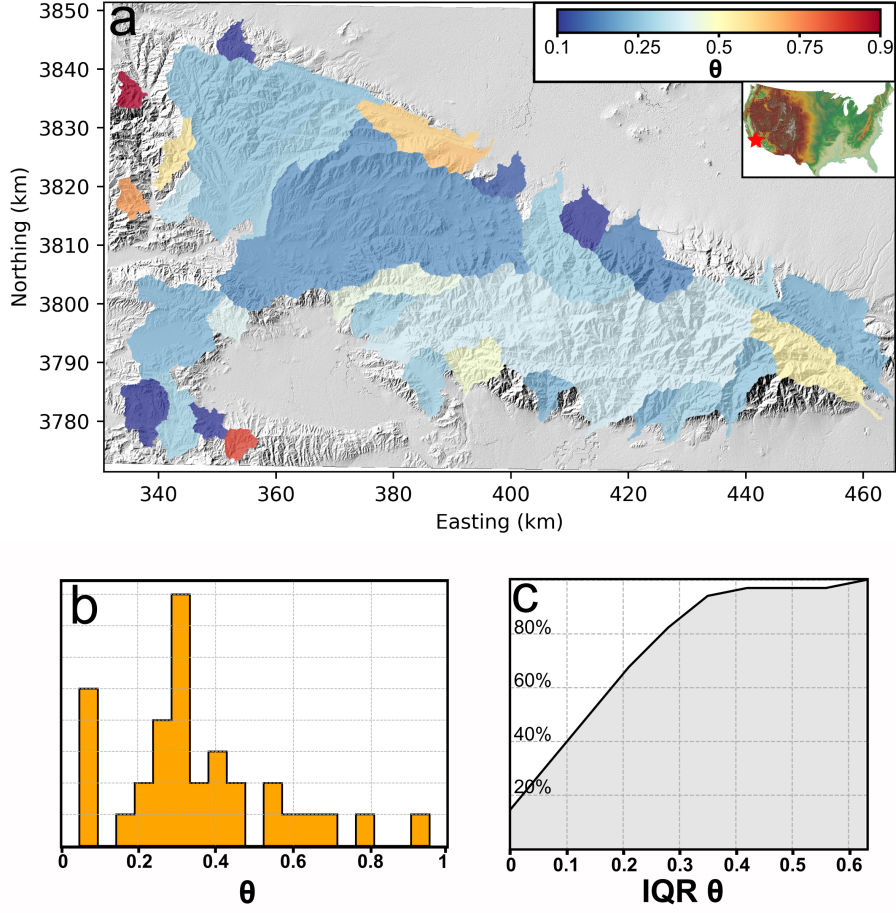 a
3850
3840
3830
3820
3810
3800
3790
3780
Northing (km)
0.1 0.25 0.5 0.75 0.9
θ
340 360 380 400 420 440 460
Easting (km)
b
0 0.2 0.4 0.6 0.8 1
θ
c
80%
60%
40%
20%
0 0.1 0.2 0.3 0.4 0.5 0.6
IQR θ